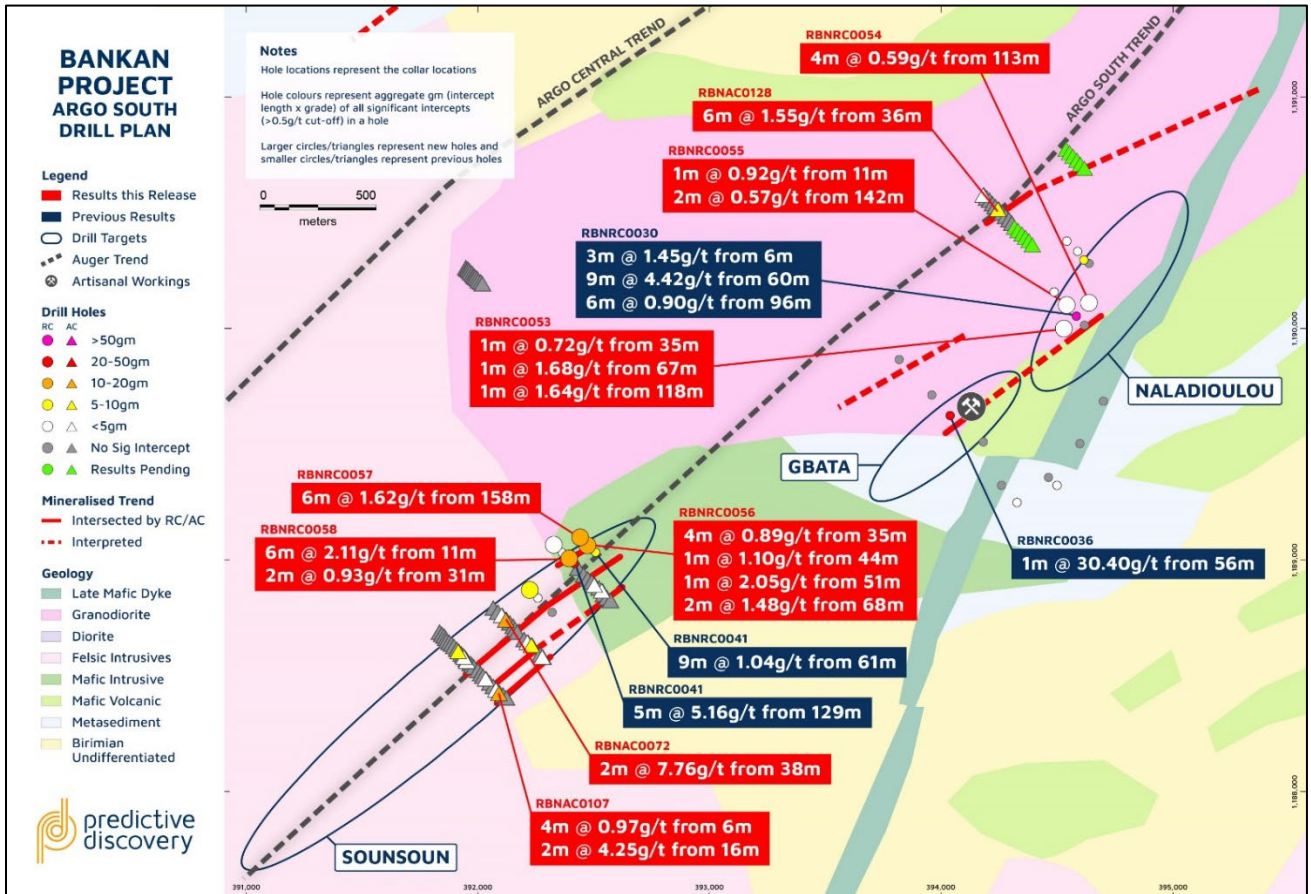 BANKAN
PROJECT
ARGO SOUTH
DRILL PLAN
Legend
Results this Release
Previous Results
Drill Targets
Auger Trend
Artisanal Workings
Drill Holes
RC AC
>50gm
20-50gm
10-20gm
5-10gm
<5gm
No Sig Intercept
Results Pending
Mineralised Trend
Intersected by RC/AC
Interpreted
Geology
Late Mafic Dyke
Granodiorite
Diorite
Felsic Intrusives
Mafic Intrusive
Mafic Volcanic
Metasediment
Birimian
Undifferentiated
predictive
discovery
Notes
Hole locations represent the collar locations
Hole colours represent aggregate gm (intercept
length x grade) of all significant intercepts
(>0.5g/t cut-off) in a hole
Larger circles/triangles represent new holes and
smaller circles/triangles represent previous holes
0 500
meters
ARGO CENTRAL TREND
ARGO SOUTH TREND
RBNRC0054
4m @ 0.59g/t from 113m
RBNAC0128
6m @ 1.55g/t from 36m
RBNRC0055
1m @ 0.92g/t from 11m
2m @ 0.57g/t from 142m
RBNRC0030
3m @ 1.45g/t from 6m
9m @ 4.42g/t from 60m
6m @ 0.90g/t from 96m
RBNRC0053
1m @ 0.72g/t from 35m
1m @ 1.68g/t from 67m
1m @ 1.64g/t from 118m
NALADIOULOU
GBATA
RBNRC0057
6m @ 1.62g/t from 158m
RBNRC0058
6m @ 2.11g/t from 11m
2m @ 0.93g/t from 31m
RBNRC0056
4m @ 0.89g/t from 35m
1m @ 1.10g/t from 44m
1m @ 2.05g/t from 51m
2m @ 1.48g/t from 68m
RBNRC0036
1m @ 30.40g/t from 56m
RBNRC0041
9m @ 1.04g/t from 61m
RBNRC0041
5m @ 5.16g/t from 129m
RBNAC0072
2m @ 7.76g/t from 38m
RBNAC0107
4m @ 0.97g/t from 6m
2m @ 4.25g/t from 16m
SOUNSOUN
1,191,000
1,190,000
1,189,000
1,188,000
391,000
392,000
393,000
394,000
395,000